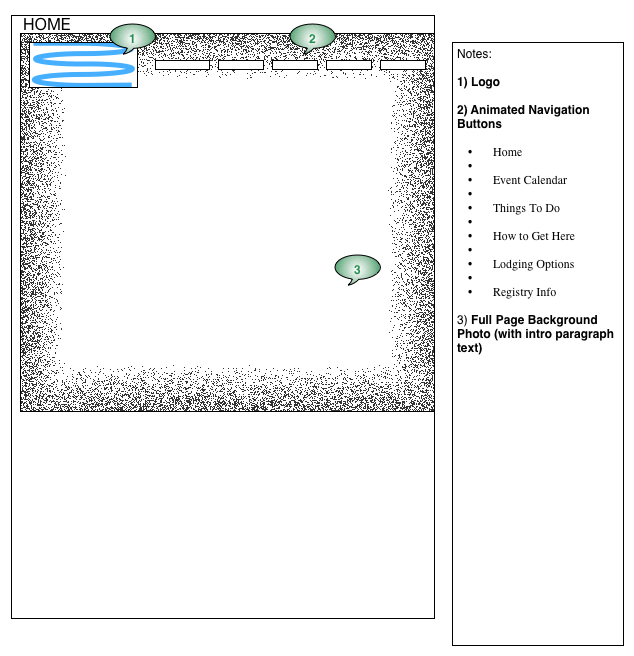 HOME
1
2
3
Notes:
1) Logo
2) Animated Navigation
Buttons
• Home
•
• Event Calendar
•
• Things To Do
•
• How to Get Here
•
• Lodging Options
•
• Registry Info
3) Full Page Background
Photo (with intro paragraph
text)